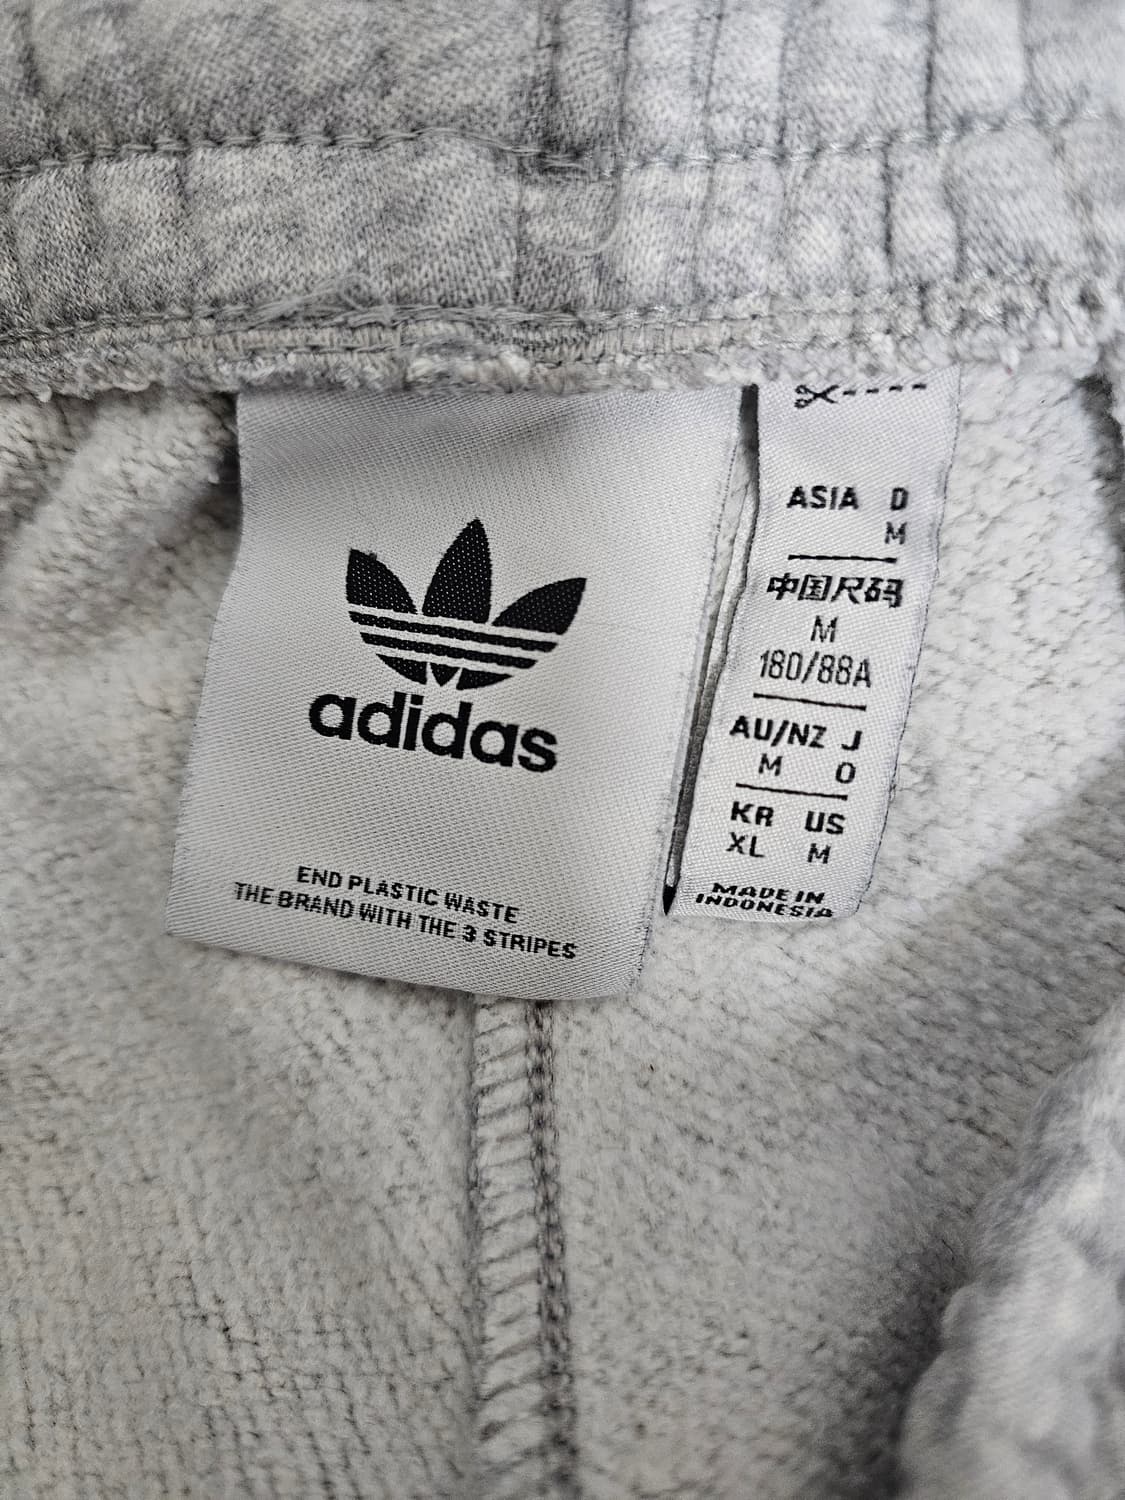 adidas
END PLASTIC WASTE
THE BRAND WITH THE 3 STRIPES
ASIA D
M
中国尺码
M
180/88A
AU/NZ J
M O
KR US
XL M
MADE IN
INDONESIA